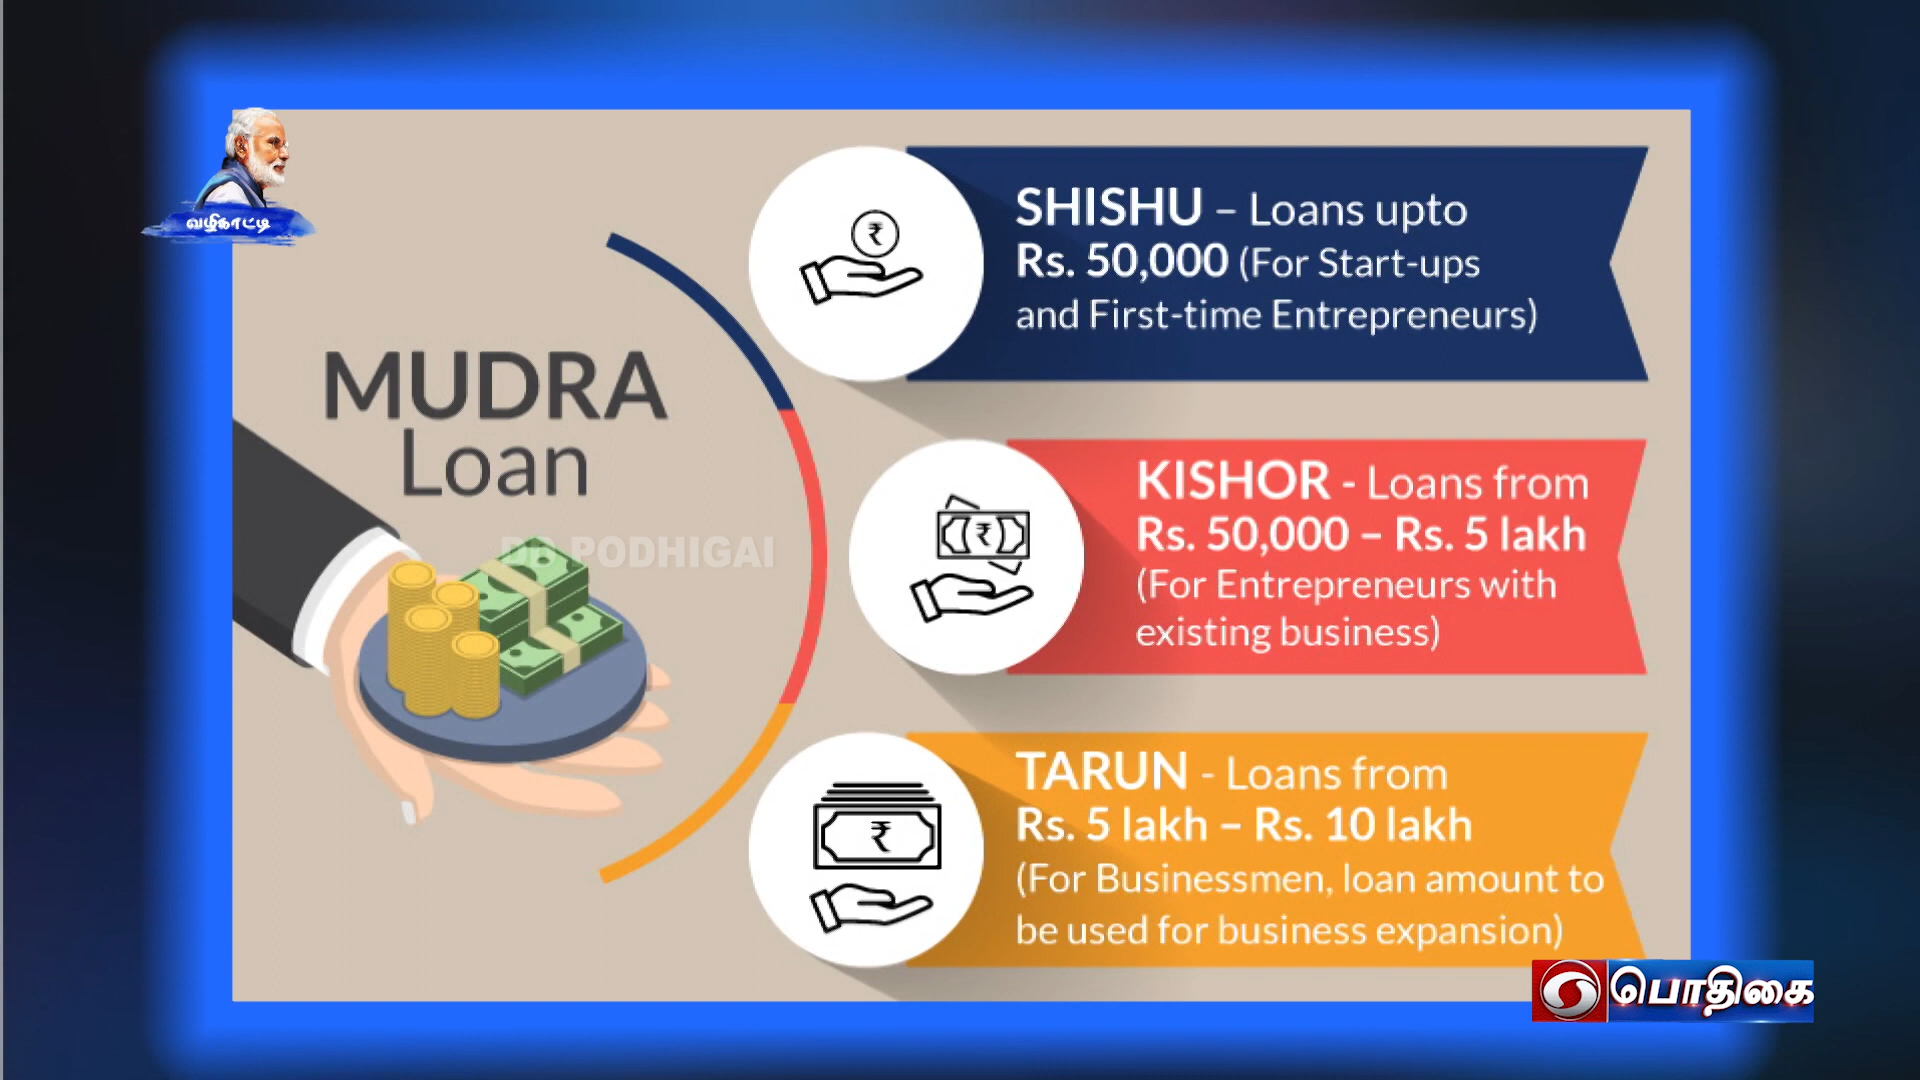 வழிகாட்டி
MUDRA
Loan
DD PODHIGAI
SHISHU – Loans upto
Rs. 50,000 (For Start-ups
and First-time Entrepreneurs)
KISHOR - Loans from
Rs. 50,000 – Rs. 5 lakh
(For Entrepreneurs with
existing business)
TARUN - Loans from
Rs. 5 lakh – Rs. 10 lakh
(For Businessmen, loan amount to
be used for business expansion)
பொதிகை